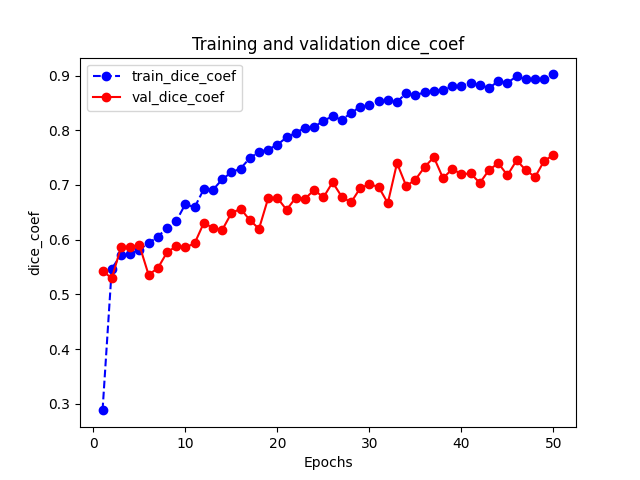 Training and validation dice_coef
train_dice_coef
val_dice_coef
dice_coef
0.9
0.8
0.7
0.6
0.5
0.4
0.3
0 10 20 30 40 50
Epochs